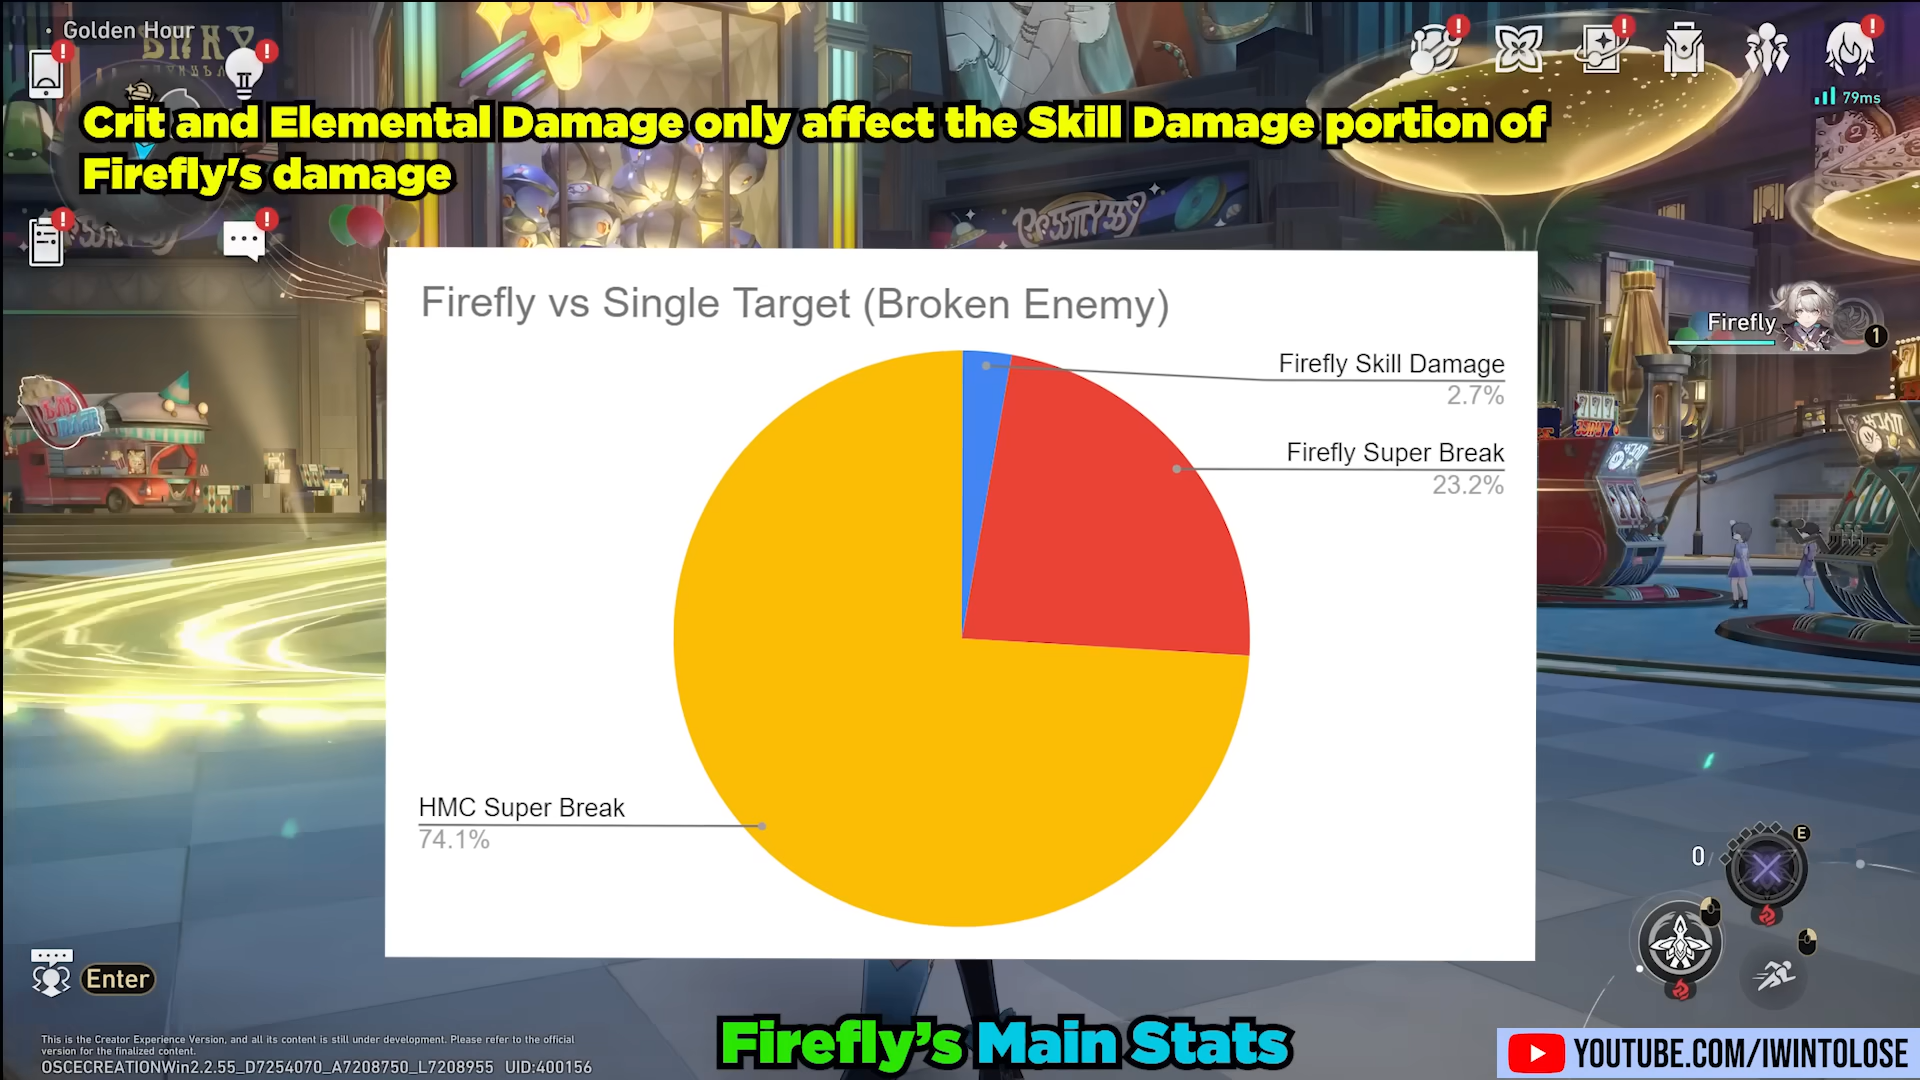 Golden Hour
79ms
Crit and Elemental Damage only affect the Skill Damage portion of
Firefly's damage
Firefly vs Single Target (Broken Enemy)
Firefly Skill Damage
2.7%
Firefly Super Break
23.2%
HMC Super Break
74.1%
Firefly
1
777
E
0
Enter
This is the Creator Experience Version, and all its content is still under development. Please refer to the official
version for the finalized content.
OSCECREATIONWin2.2.55_D7254070_A7208750_L7208955 UID:400156
Firefly's Main Stats
YOUTUBE.COM/IWINTOLOSE